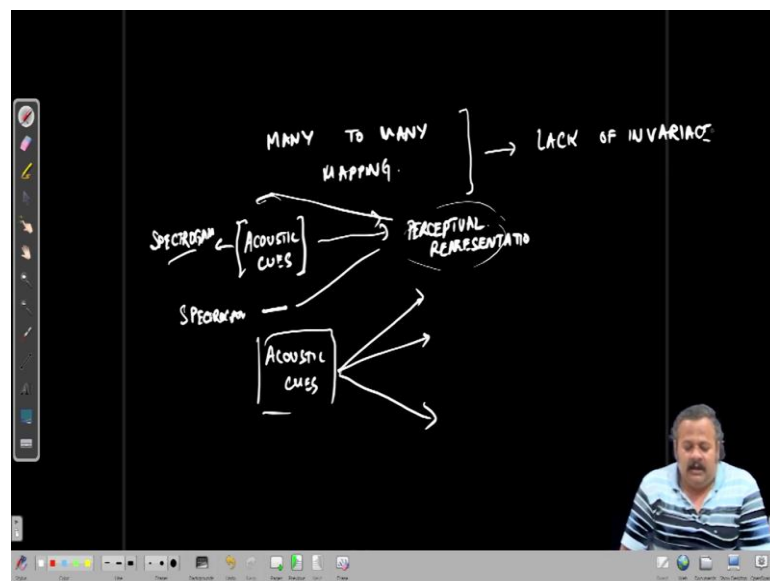 MANY TO MANY
MAPPING.
LACK OF INVARIACE
SPECTROGRAM
ACOUSTIC
CUES
PERCEPTUAL
REPRESENTATIO
SPECTROGRAM
ACOUSTIC
CUES